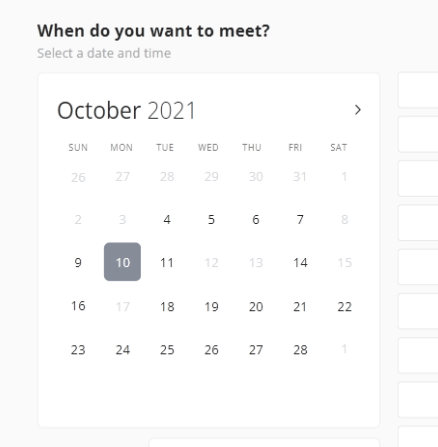 When do you want to meet?
Select a date and time
October 2021
SUN MON TUE WED THU FRI SAT
26 27 28 29 30 31 1
2 3 4 5 6 7 8
9 10 11 12 13 14 15
16 17 18 19 20 21 22
23 24 25 26 27 28 1